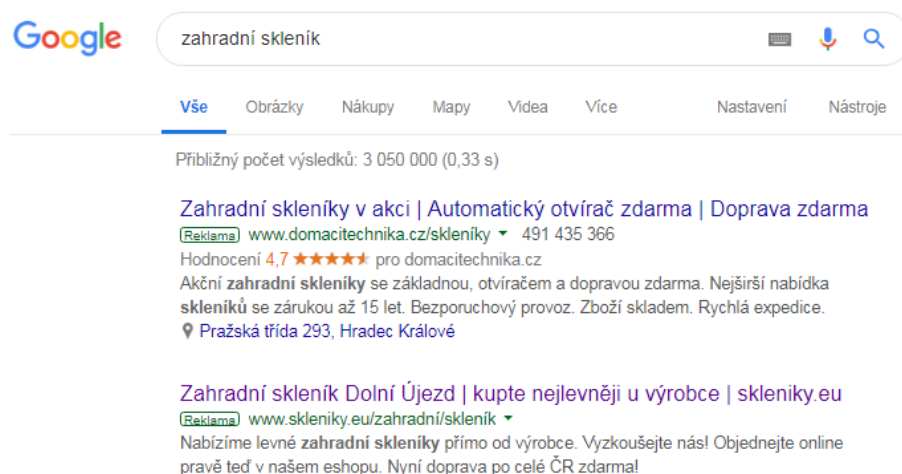 Google
zahradní skleník
Vše Obrázky Nákupy Mapy Videa Více Nastavení Nástroje
Přibližný počet výsledků: 3 050 000 (0,33 s)
Zahradní skleníky v akci | Automatický otvírač zdarma | Doprava zdarma
Reklama www.domacitechnika.cz/skleníky 491 435 366
Hodnocení 4,7 ★★★★★ pro domacitechnika.cz
Akční zahradní skleníky se základnou, otvíračem a dopravou zdarma. Nejširší nabídka
skleníků se zárukou až 15 let. Bezporuchový provoz. Zboží skladem. Rychlá expedice.
Pražská třída 293, Hradec Králové
Zahradní skleník Dolní Újezd | kupte nejlevněji u výrobce | skleniky.eu
Reklama www.skleniky.eu/zahradní/skleník
Nabízíme levné zahradní skleníky přímo od výrobce. Vyzkoušejte nás! Objednejte online
pravě teď v našem eshopu. Nyní doprava po celé ČR zdarma!